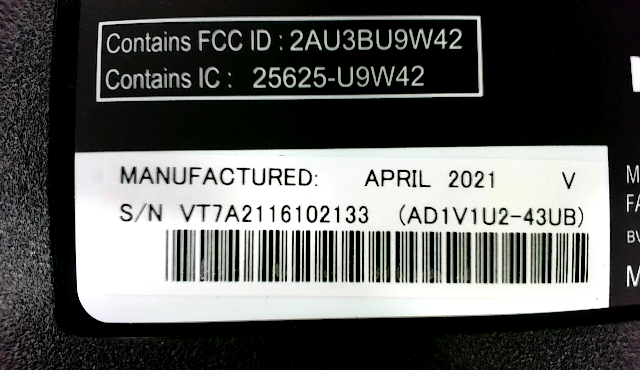 Contains FCC ID : 2AU3BU9W42
Contains IC : 25625-U9W42
MANUFACTURED: APRIL 2021 V
S/N VT7A2116102133 (AD1V1U2-43UB)